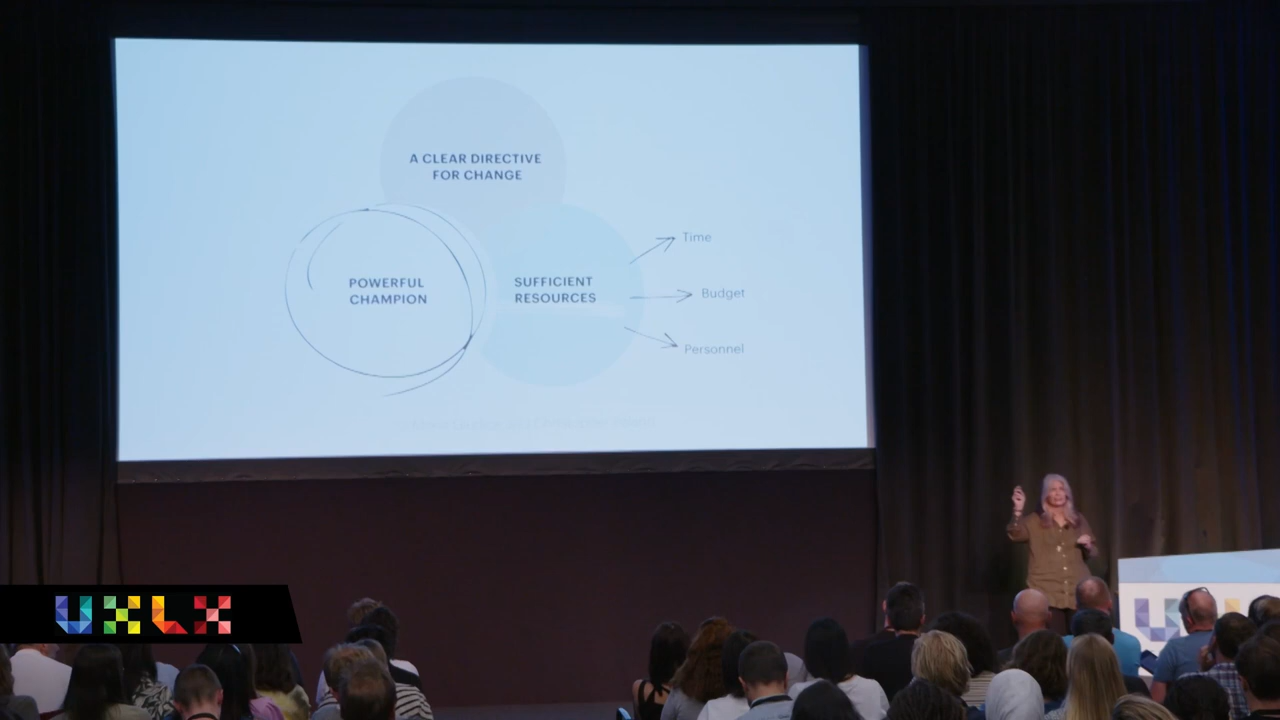 A CLEAR DIRECTIVE
FOR CHANGE
POWERFUL
CHAMPION
SUFFICIENT
RESOURCES
Time
Budget
Personnel
UXLX